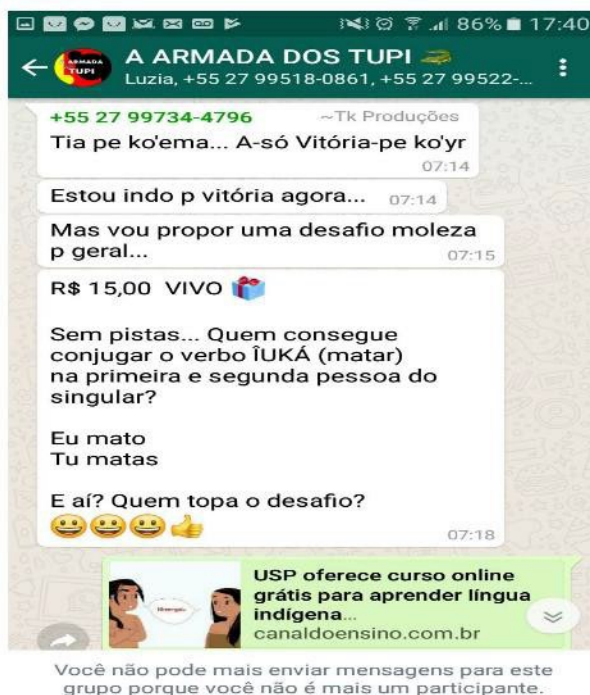 86% 17:40
A ARMADA DOS TUPI
ARMADA
TUPI
Luzia, +55 27 99518-0861, +55 27 99522-...
+55 27 99734-4796 ~Tk Produções
Tia pe ko'ema... A-só Vitória-pe ko'yr
07:14
Estou indo p vitória agora... 07:14
Mas vou propor uma desafio moleza
p geral... 07:15
R$ 15,00 VIVO
Sem pistas... Quem consegue
conjugar o verbo ÎUKÁ (matar)
na primeira e segunda pessoa do
singular?
Eu mato
Tu matas
E aí? Quem topa o desafio?
07:18
USP oferece curso online
grátis para aprender língua
indígena...
canaldoensino.com.br
Você não pode mais enviar mensagens para este
grupo porque você não é mais um participante.